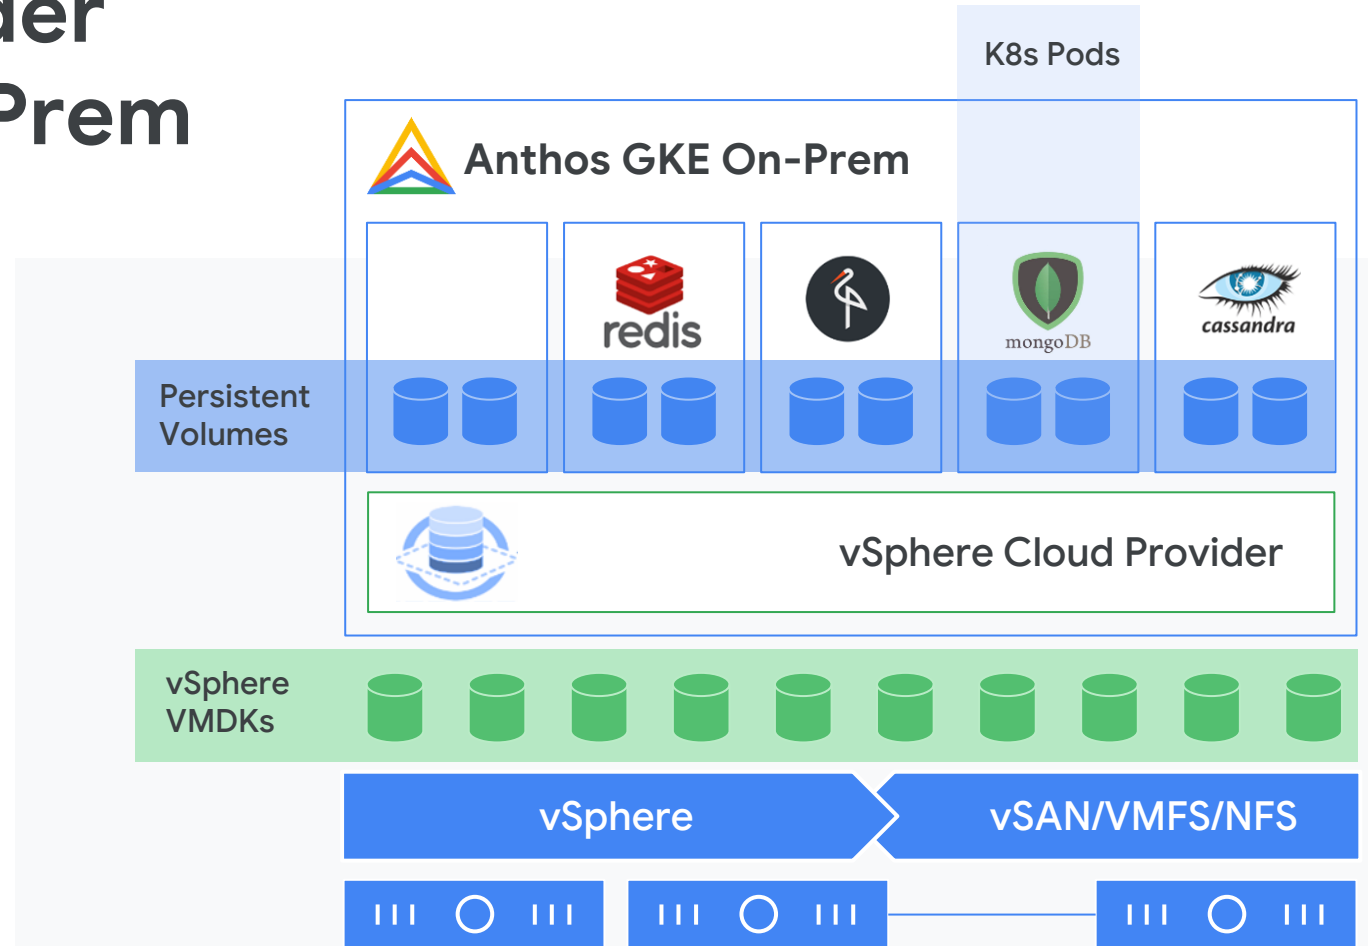 der
Prem
K8s Pods
Anthos GKE On-Prem
redis
mongoDB
cassandra
Persistent
Volumes
vSphere Cloud Provider
vSphere
VMDKs
vSphere
vSAN/VMFS/NFS